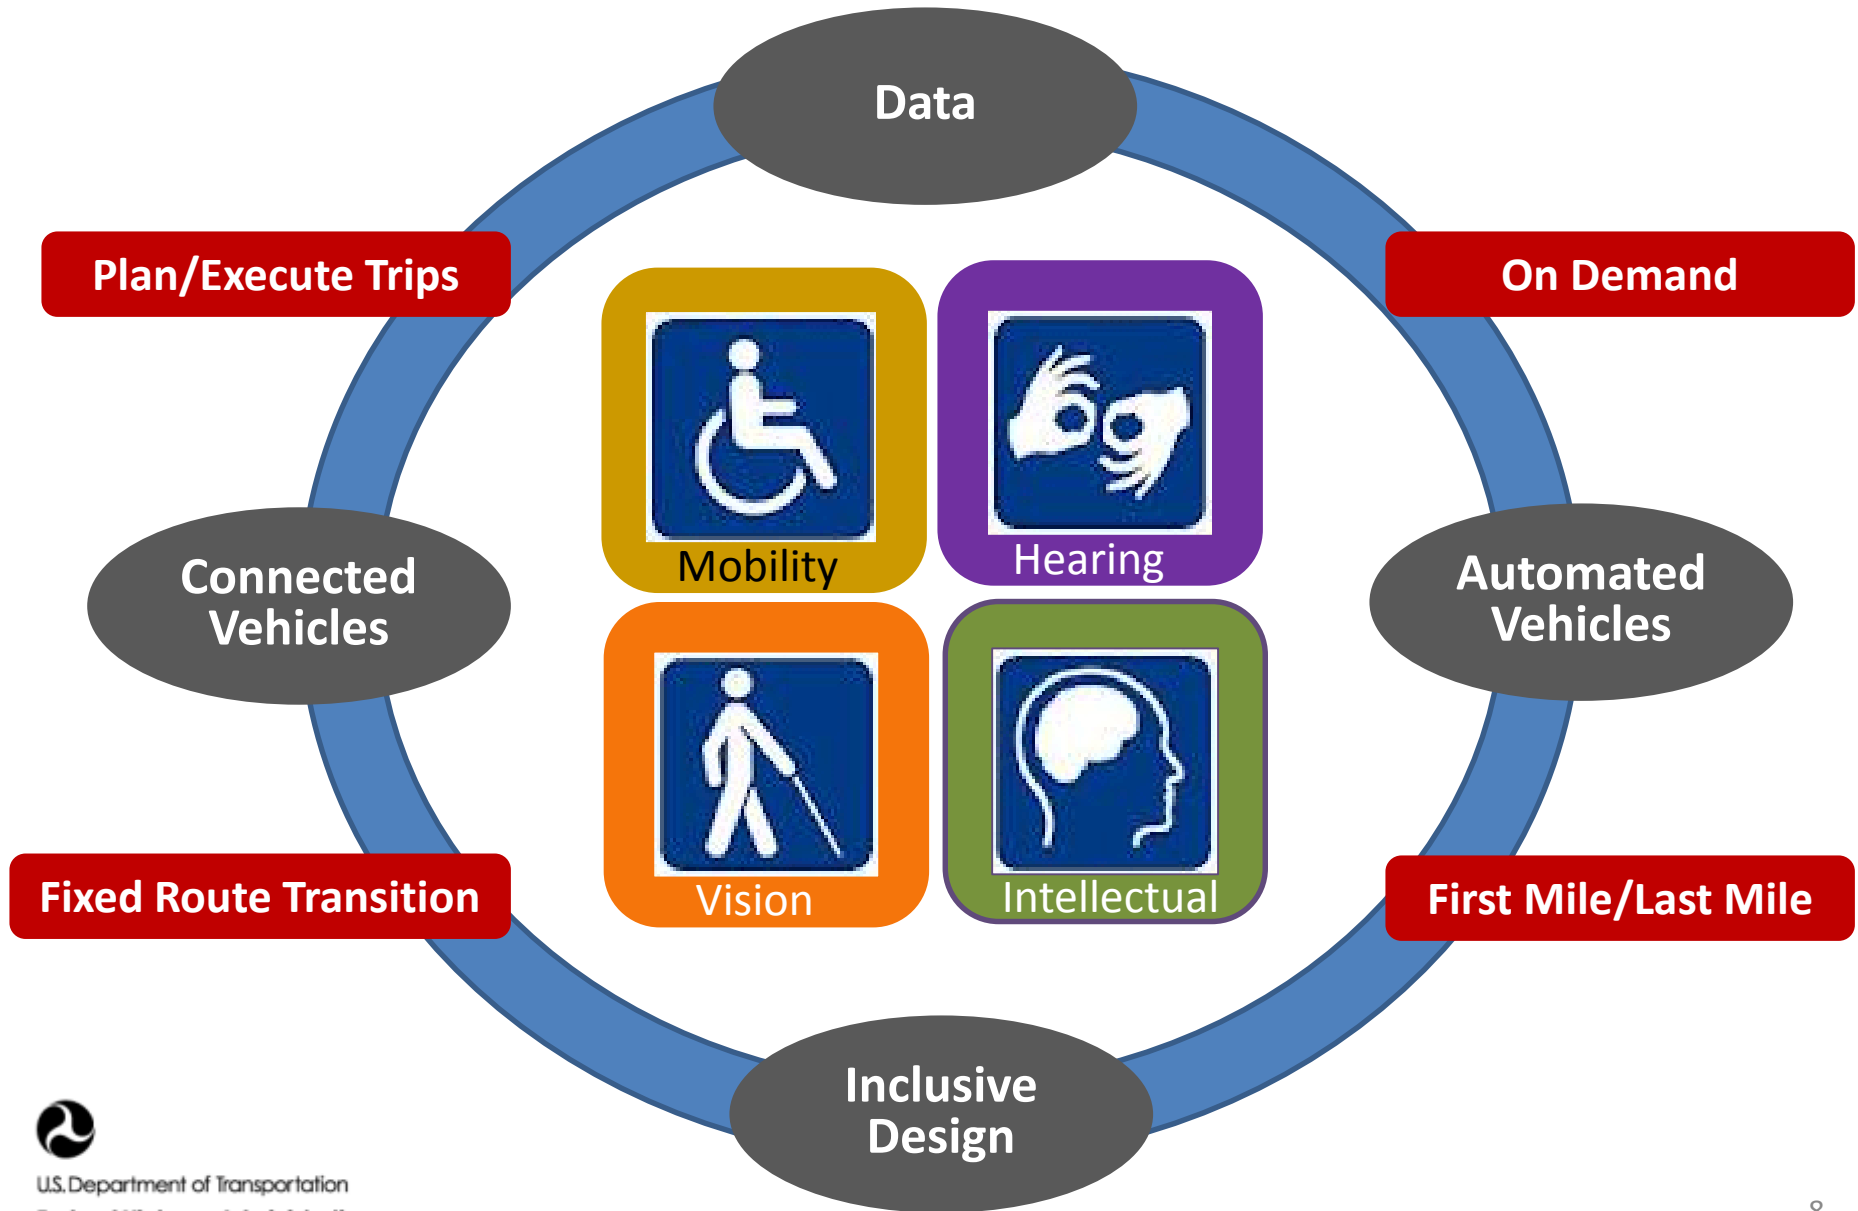 Data
Plan/Execute Trips
On Demand
Mobility
Hearing
Connected
Vehicles
Automated
Vehicles
Vision
Intellectual
Fixed Route Transition
First Mile/Last Mile
Inclusive
Design
U.S. Department of Transportation
8